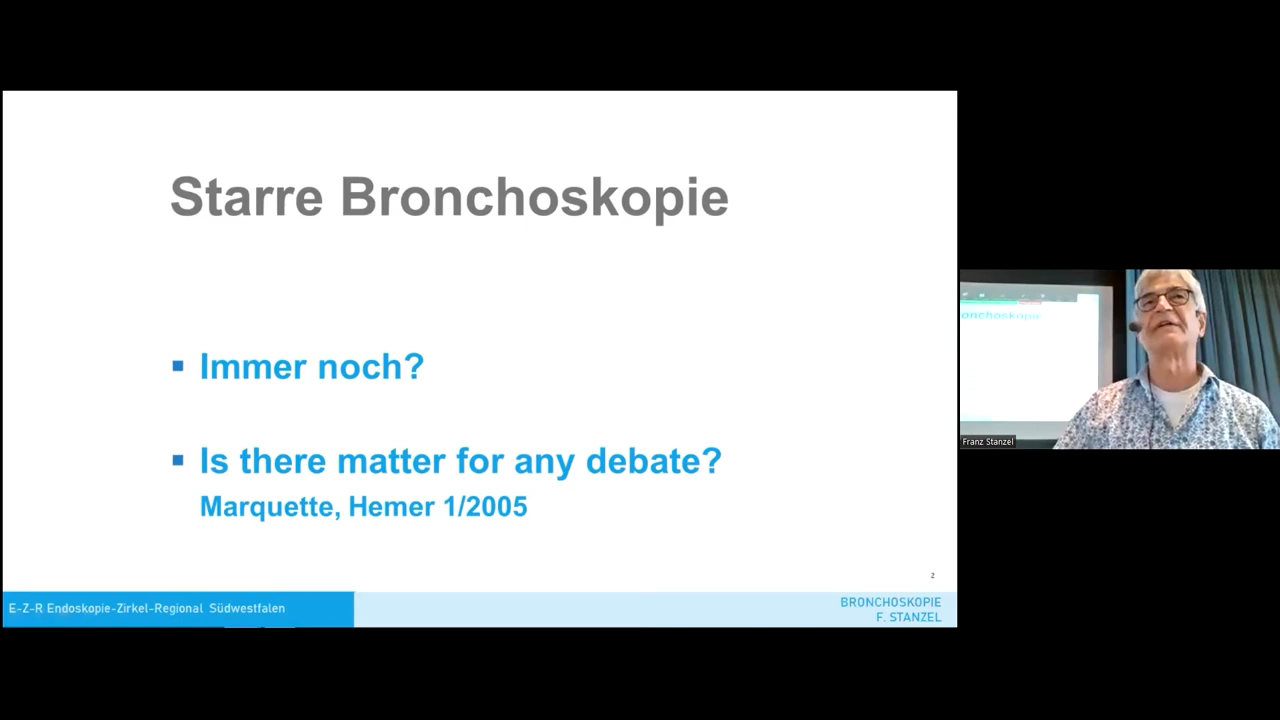 Starre Bronchoskopie
Immer noch?
Is there matter for any debate?
Marquette, Hemer 1/2005
2
E-Z-R Endoskopie-Zirkel-Regional Südwestfalen
BRONCHOSKOPIE
F. STANZEL
onchoskopie
Franz Stanzel